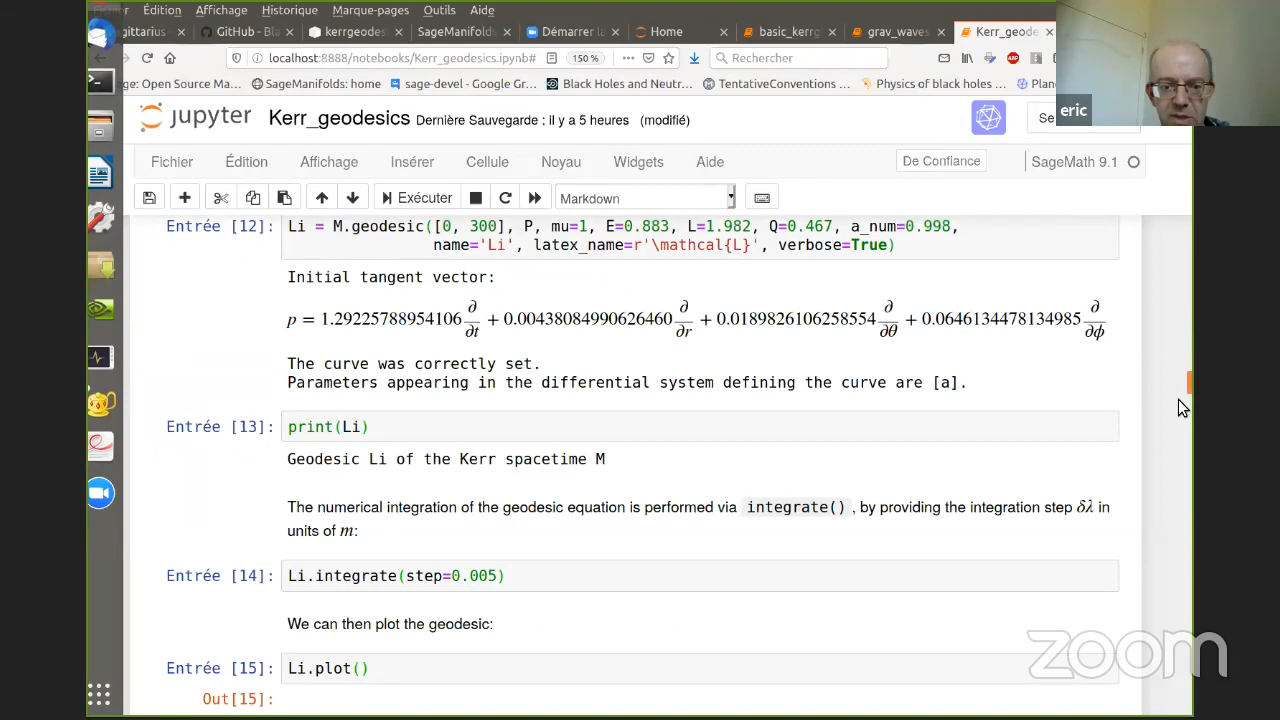 Édition Affichage Historique Marque-pages Outils Aide
agittarius GitHub - Bla kerrgeodes SageManifolds Démarrer la Home basic_kerrg grav_waves Kerr_geode
localhost:8888/notebooks/Kerr_geodesics.ipynb# 150 % Rechercher
ge: Open Source Ma SageManifolds: home sage-devel - Google Gr Black Holes and Neutr TentativeConventions Physics of black holes Plan
eric
jupyter Kerr_geodesics Dernière Sauvegarde : il y a 5 heures (modifié) Se
Fichier Édition Affichage Insérer Cellule Noyau Widgets Aide De Confiance SageMath 9.1
Exécuter Markdown
Entrée [12]: Li = M.geodesic([0, 300], P, mu=1, E=0.883, L=1.982, Q=0.467, a_num=0.998,
name='Li', latex_name=r'\mathcal{L}', verbose=True)
Initial tangent vector:
p = 1.29225788954106 ∂/∂t + 0.00438084990626460 ∂/∂r + 0.0189826106258554 ∂/∂θ + 0.0646134478134985 ∂/∂ϕ
The curve was correctly set.
Parameters appearing in the differential system defining the curve are [a].
Entrée [13]: print(Li)
Geodesic Li of the Kerr spacetime M
The numerical integration of the geodesic equation is performed via integrate() , by providing the integration step δλ in
units of m:
Entrée [14]: Li.integrate(step=0.005)
We can then plot the geodesic:
Entrée [15]: Li.plot()
Out[15]:
zoom